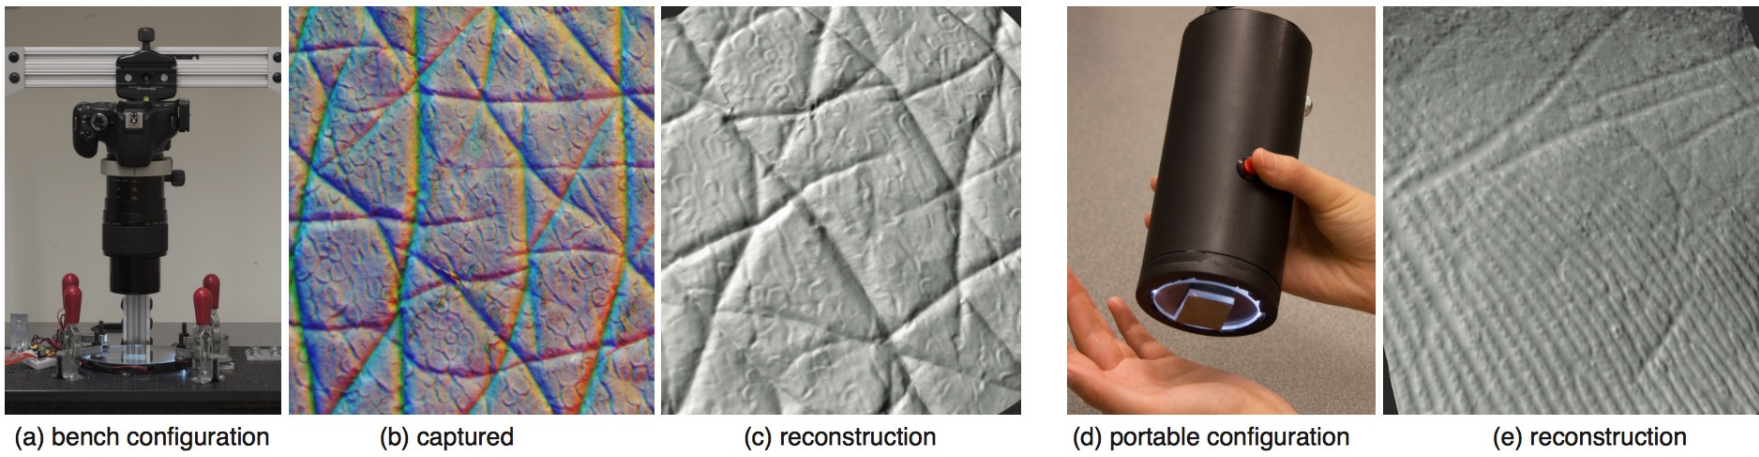 (a) bench configuration
(b) captured
(c) reconstruction
(d) portable configuration
(e) reconstruction